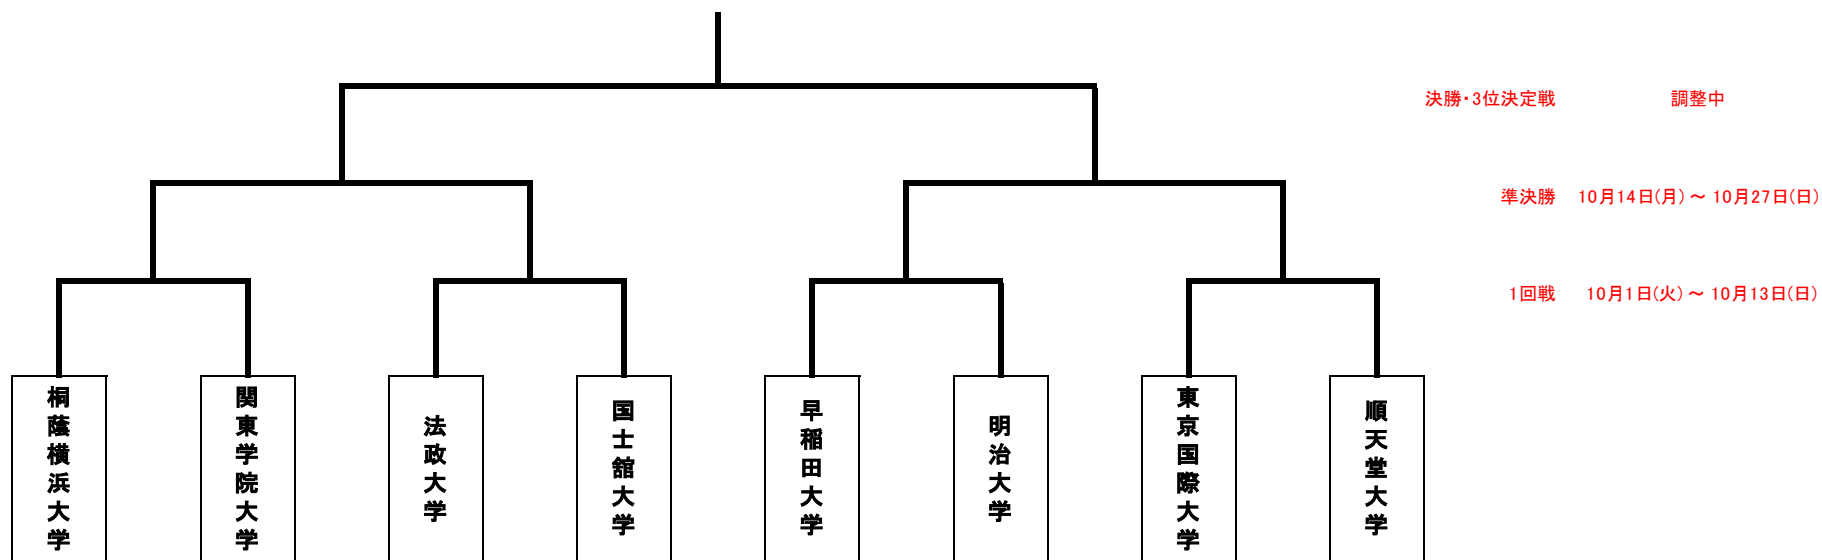 決勝・3位決定戦 調整中
準決勝 10月14日(月)～10月27日(日)
1回戦 10月1日(火)～10月13日(日)
桐蔭横浜大学
関東学院大学
法政大学
国士舘大学
早稲田大学
明治大学
東京国際大学
順天堂大学